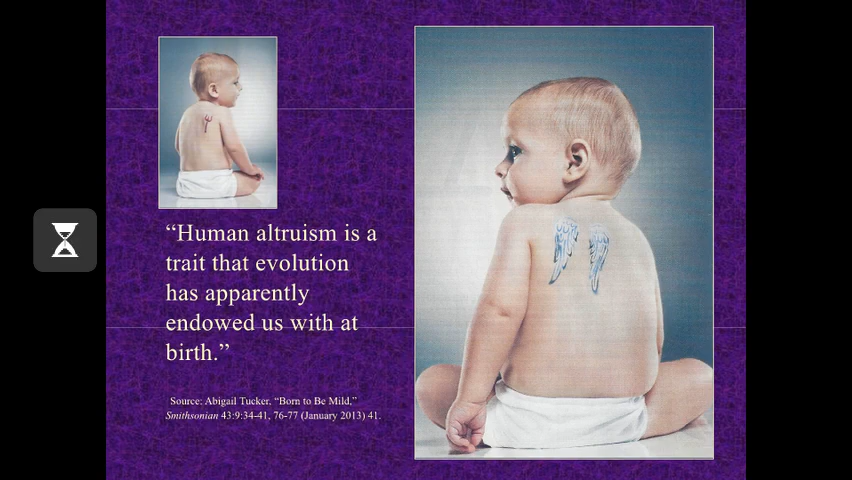 “Human altruism is a
trait that evolution
has apparently
endowed us with at
birth.”
Source: Abigail Tucker, “Born to Be Mild,”
Smithsonian 43:9:34-41, 76-77 (January 2013) 41.